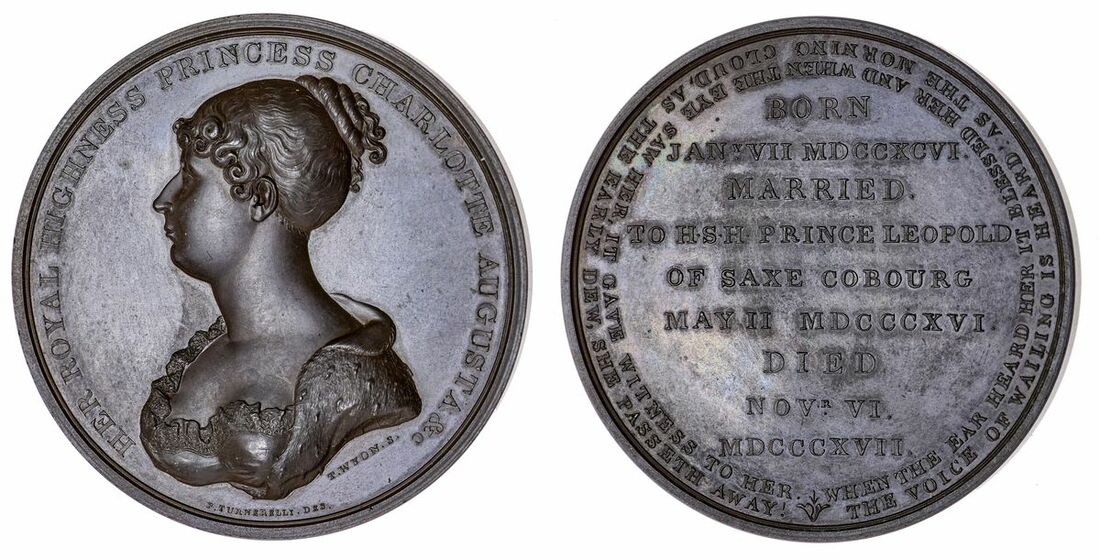 HER ROYAL HIGHNESS PRINCESS CHARLOTTE AUGUSTA &C
T.WYON.S.
P.TURNERELLI.DES.
THE VOICE OF WAILING IS HEARD. AS THE MORNING CLOUD, AS THE EARLY DEW, SHE PASSETH AWAY!
WHEN THE EAR HEARD HER IT BLESSED HER AND WHEN THE EYE SAW HER IT GAVE WITNESS TO HER.
BORN
JANY VII MDCCXCVI.
MARRIED.
TO H.S.H PRINCE LEOPOLD
OF SAXE COBOURG
MAY.II MDCCCXVI.
DIED
NOVR VI.
MDCCCXVII.